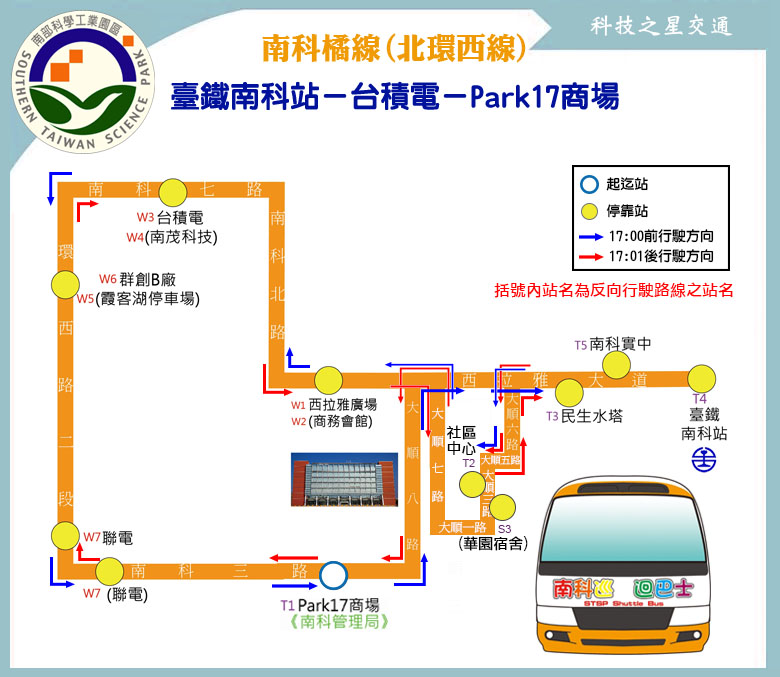 南部科學工業園區
SOUTHERN TAIWAN SCIENCE PARK
科技之星交通
南科橘線(北環西線)
臺鐵南科站－台積電－Park17商場
起迄站
停靠站
17:00前行駛方向
17:01後行駛方向
括號內站名為反向行駛路線之站名
南科七路
W3 台積電
W4(南茂科技)
南科北路
環西路二段
W6 群創B廠
W5(霞客湖停車場)
T5 南科實中
西拉雅大道
W1 西拉雅廣場
W2 (商務會館)
T3 民生水塔
T4
臺鐵
南科站
大順八路
大順七路
大順六路
社區
中心
T2
大順五路
大順三路
大順一路
S3
(華園宿舍)
W7 聯電
W7 (聯電)
南科三路
T1 Park17商場
《南科管理局》
南科巡迴巴士
STSP Shuttle Bus